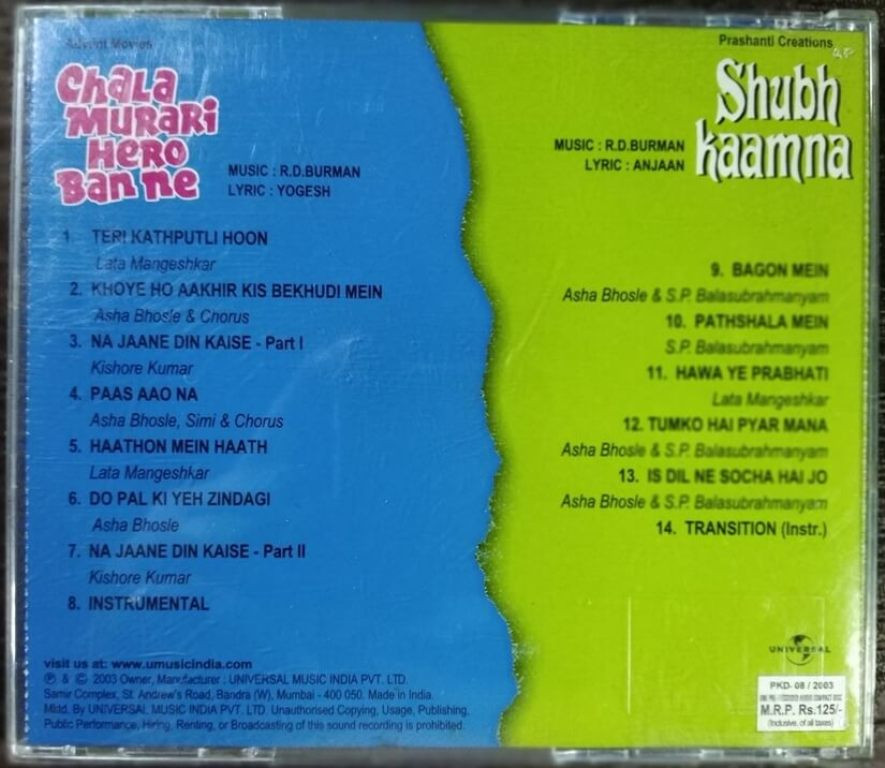 Advent Movies
Chala
Murari
Hero
Ban ne
MUSIC : R.D.BURMAN
LYRIC : YOGESH
1. TERI KATHPUTLI HOON
Lata Mangeshkar
2. KHOYE HO AAKHIR KIS BEKHUDI MEIN
Asha Bhosle & Chorus
3. NA JAANE DIN KAISE - Part I
Kishore Kumar
4. PAAS AAO NA
Asha Bhosle, Simi & Chorus
5. HAATHON MEIN HAATH
Lata Mangeshkar
6. DO PAL KI YEH ZINDAGI
Asha Bhosle
7. NA JAANE DIN KAISE - Part II
Kishore Kumar
8. INSTRUMENTAL
visit us at: www.umusicindia.com
℗ & © 2003 Owner, Manufacturer : UNIVERSAL MUSIC INDIA PVT. LTD.
Samir Complex, St. Andrew's Road, Bandra (W), Mumbai - 400 050. Made in India.
Mktd. By UNIVERSAL MUSIC INDIA PVT. LTD. Unauthorised Copying, Usage, Publishing,
Public Performance, Hiring, Renting, or Broadcasting of this sound recording is prohibited.
Prashanti Creations
Shubh
Kaamna
MUSIC : R.D.BURMAN
LYRIC : ANJAAN
9. BAGON MEIN
Asha Bhosle & S.P. Balasubrahmanyam
10. PATHSHALA MEIN
S.P. Balasubrahmanyam
11. HAWA YE PRABHATI
Lata Mangeshkar
12. TUMKO HAI PYAR MANA
Asha Bhosle & S.P. Balasubrahmanyam
13. IS DIL NE SOCHA HAI JO
Asha Bhosle & S.P. Balasubrahmanyam
14. TRANSITION (Instr.)
UNIVERSAL
PKD- 08 / 2003
M.R.P. Rs.125/-
(Inclusive. of all taxes)